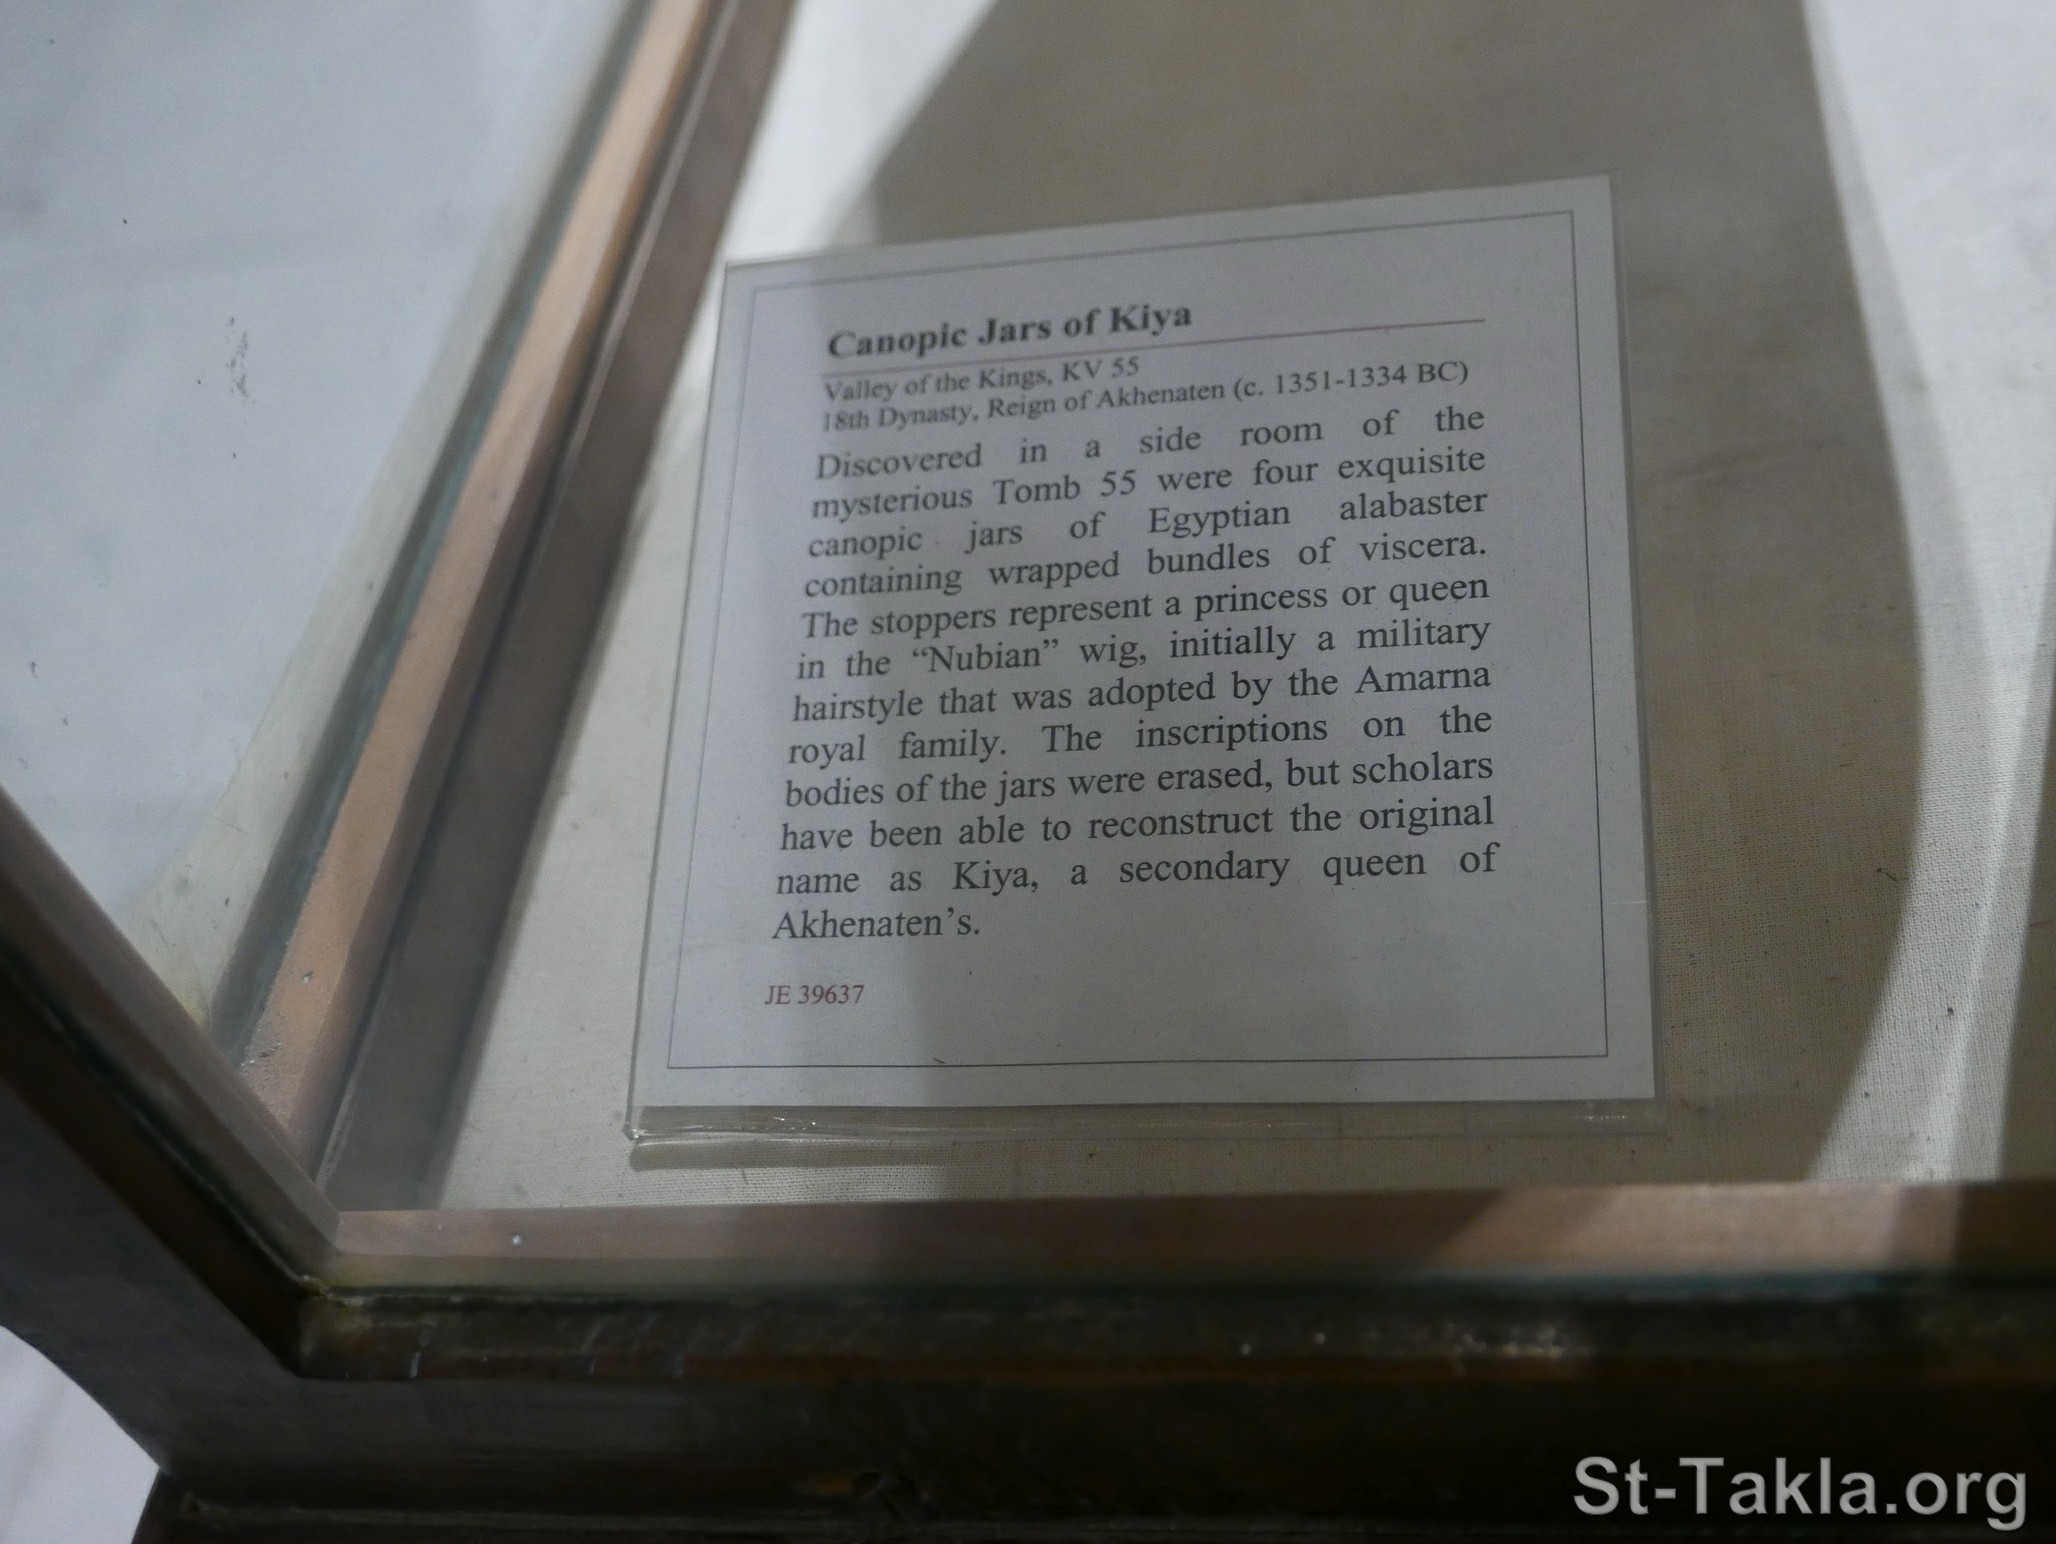 Canopic Jars of Kiya
Valley of the Kings, KV 55
18th Dynasty, Reign of Akhenaten (c. 1351-1334 BC)
Discovered in a side room of the
mysterious Tomb 55 were four exquisite
canopic jars of Egyptian alabaster
containing wrapped bundles of viscera.
The stoppers represent a princess or queen
in the “Nubian” wig, initially a military
hairstyle that was adopted by the Amarna
royal family. The inscriptions on the
bodies of the jars were erased, but scholars
have been able to reconstruct the original
name as Kiya, a secondary queen of
Akhenaten’s.
JE 39637
St-Takla.org